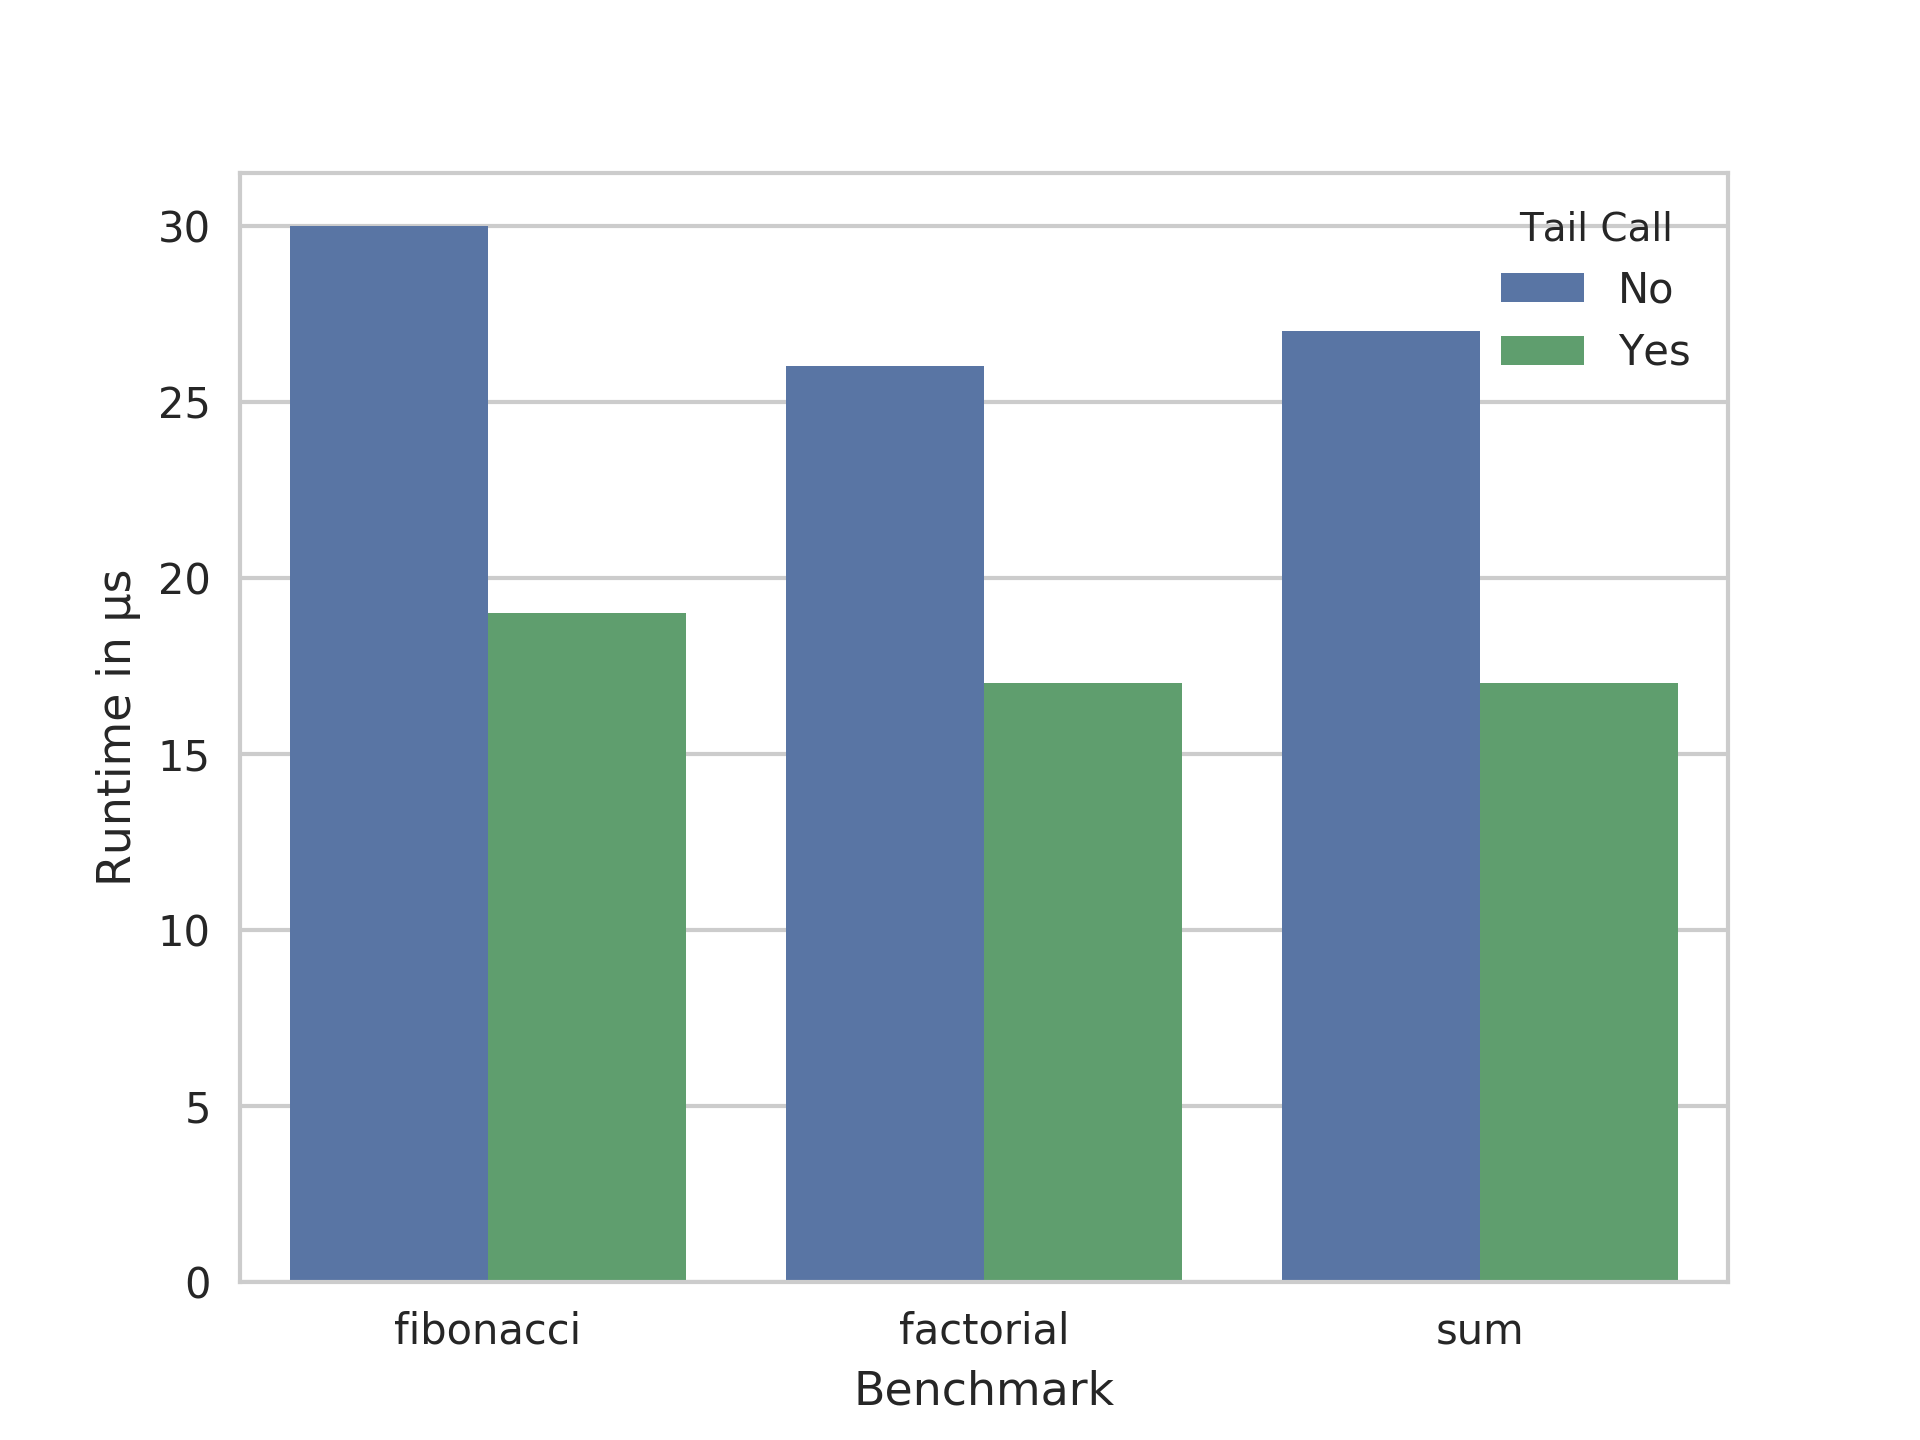 Tail Call
No
Yes
30
25
20
15
10
5
0
Runtime in µs
fibonacci factorial sum
Benchmark